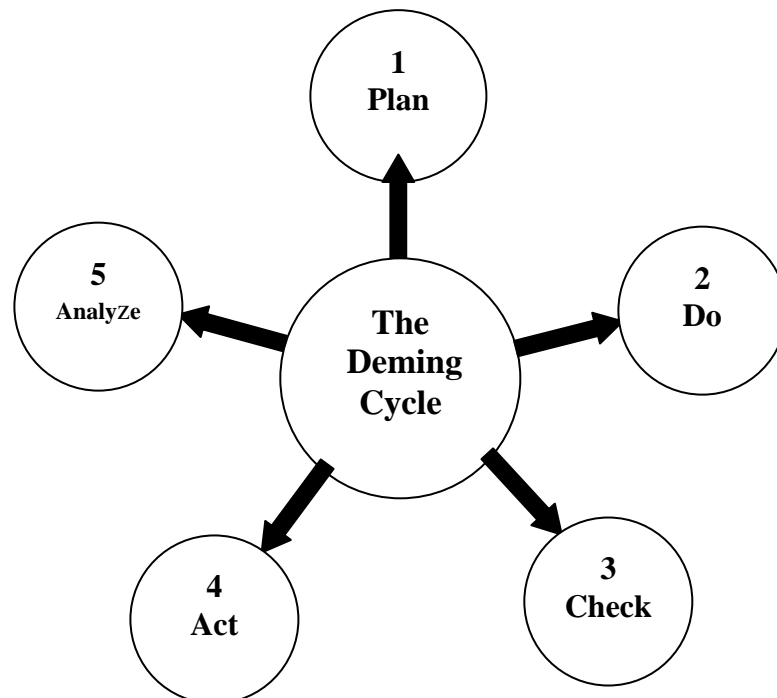 1
Plan
2
Do
3
Check
4
Act
5
AnalyZe
The
Deming
Cycle